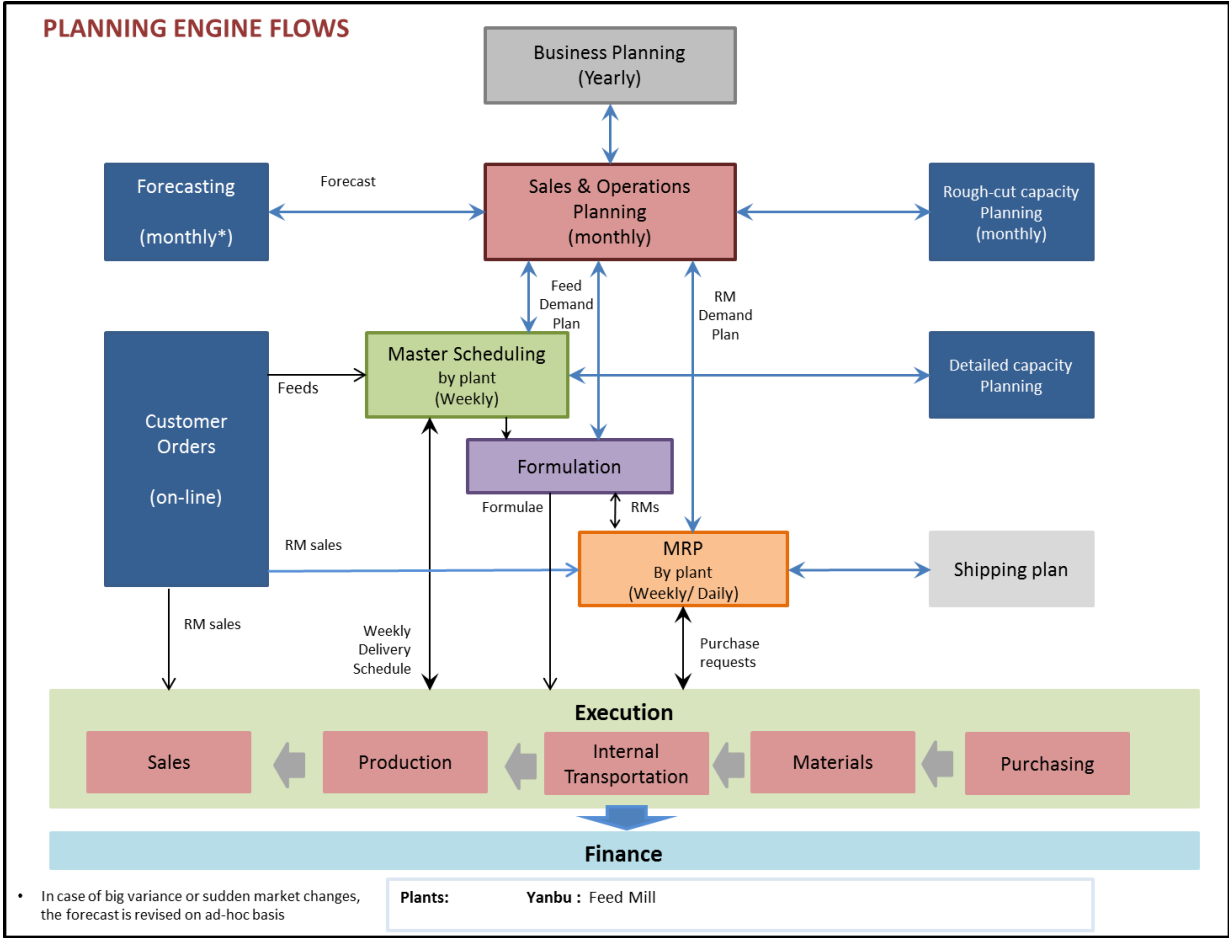 PLANNING ENGINE FLOWS
Business Planning
(Yearly)
Forecasting
(monthly*)
Forecast
Sales & Operations
Planning
(monthly)
Rough-cut capacity
Planning
(monthly)
Feed
Demand
Plan
RM
Demand
Plan
Customer
Orders
(on-line)
Feeds
Master Scheduling
by plant
(Weekly)
Detailed capacity
Planning
Formulation
Formulae
RMs
RM sales
MRP
By plant
(Weekly/ Daily)
Shipping plan
RM sales
Weekly
Delivery
Schedule
Purchase
requests
Execution
Sales
Production
Internal
Transportation
Materials
Purchasing
Finance
• In case of big variance or sudden market changes,
the forecast is revised on ad-hoc basis
Plants: Yanbu : Feed Mill